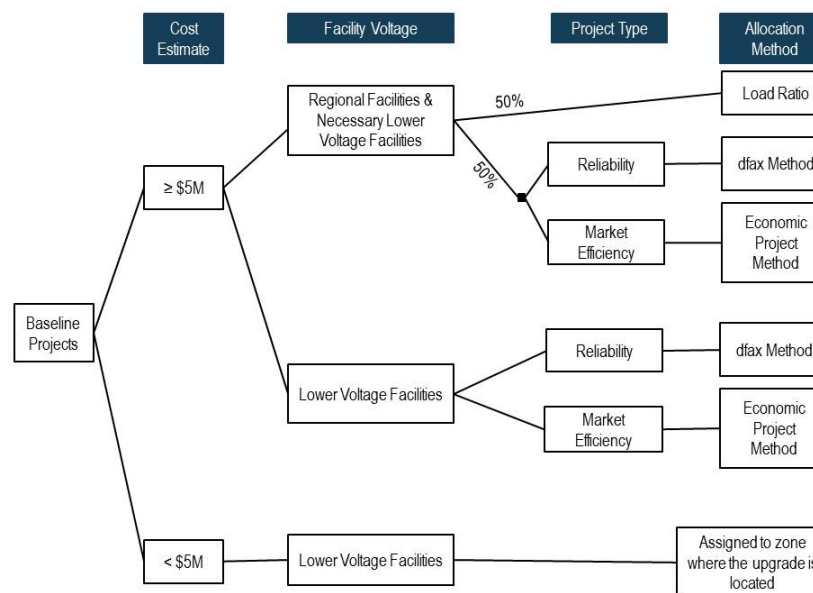 Cost
Estimate
Facility Voltage
Project Type
Allocation
Method
Regional Facilities &
Necessary Lower
Voltage Facilities
50%
Load Ratio
50%
Reliability
dfax Method
≥ $5M
Market
Efficiency
Economic
Project
Method
Baseline
Projects
Reliability
dfax Method
Lower Voltage Facilities
Market
Efficiency
Economic
Project
Method
< $5M
Lower Voltage Facilities
Assigned to zone
where the upgrade is
located